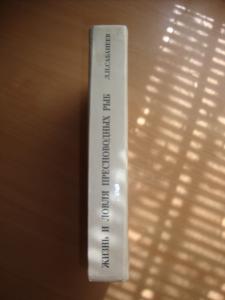 Л.П.САБАНЕЕВ
ЖИЗНЬ И ЛОВЛЯ ПРЕСНОВОДНЫХ РЫБ